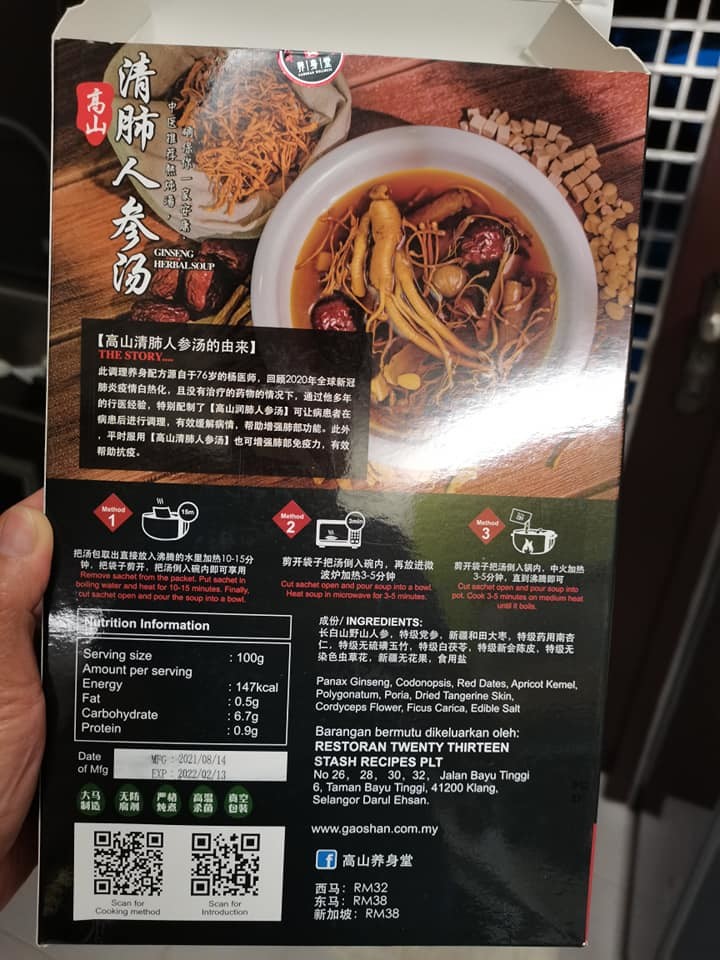 养身堂
GAOSHAN WELLNESS
高山
清肺人参汤
中医推荐熬炖汤，
GINSENG
HERBAL SOUP
【高山清肺人参汤的由来】
THE STORY....
此调理养身配方源自于76岁的杨医师，回顾2020年全球新冠
肺炎疫情白热化，且没有治疗的药物的情况下，通过他多年
的行医经验，特别配制了【高山润肺人参汤】可让病患者在
病患后进行调理，有效缓解病情，帮助增强肺部功能。此外
，平时服用【高山清肺人参汤】也可增强肺部免疫力，有效
帮助抗疫。
Method
1
15m
把汤包取出直接放入沸腾的水里加热10-15分
钟，把袋子剪开，把汤倒入碗内即可享用
Remove sachet from the packet. Put sachet in
boiling water and heat for 10-15 minutes. Finally,
cut sachet open and pour the soup into a bowl.
Method
2
3min
剪开袋子把汤倒入碗内，再放进微
波炉加热3-5分钟
Cut sachet open and pour soup into a bowl.
Heat soup in microwave for 3-5 minutes.
Method
3
剪开袋子把汤倒入锅内，中火加热
3-5分钟，直到沸腾即可
Cut sachet open and pour soup into
pot. Cook 3-5 minutes on medium heat
until it boils.
Nutrition Information
Serving size : 100g
Amount per serving
Energy : 147kcal
Fat : 0.5g
Carbohydrate : 6.7g
Protein : 0.9g
Date
of Mfg
MFG : 2021/08/14
EXP : 2022/02/13
大马制造
无防腐剂
严格炖煮
高温杀菌
真空包装
Scan for
Cooking method
Scan for
Introduction
成份/ INGREDIENTS:
长白山野山人参，特级党参，新疆和田大枣，特级药用南杏
仁，特级无硫磺玉竹，特级白茯苓，特级新会陈皮，特级无
染色虫草花，新疆无花果，食用盐
Panax Ginseng, Codonopsis, Red Dates, Apricot Kernel,
Polygonatum, Poria, Dried Tangerine Skin,
Cordyceps Flower, Ficus Carica, Edible Salt
Barangan bermutu dikeluarkan oleh:
RESTORAN TWENTY THIRTEEN
STASH RECIPES PLT
No 26, 28, 30, 32, Jalan Bayu Tinggi
6, Taman Bayu Tinggi, 41200 Klang,
Selangor Darul Ehsan.
www.gaoshan.com.my
高山养身堂
西马：RM32
东马：RM38
新加坡：RM38